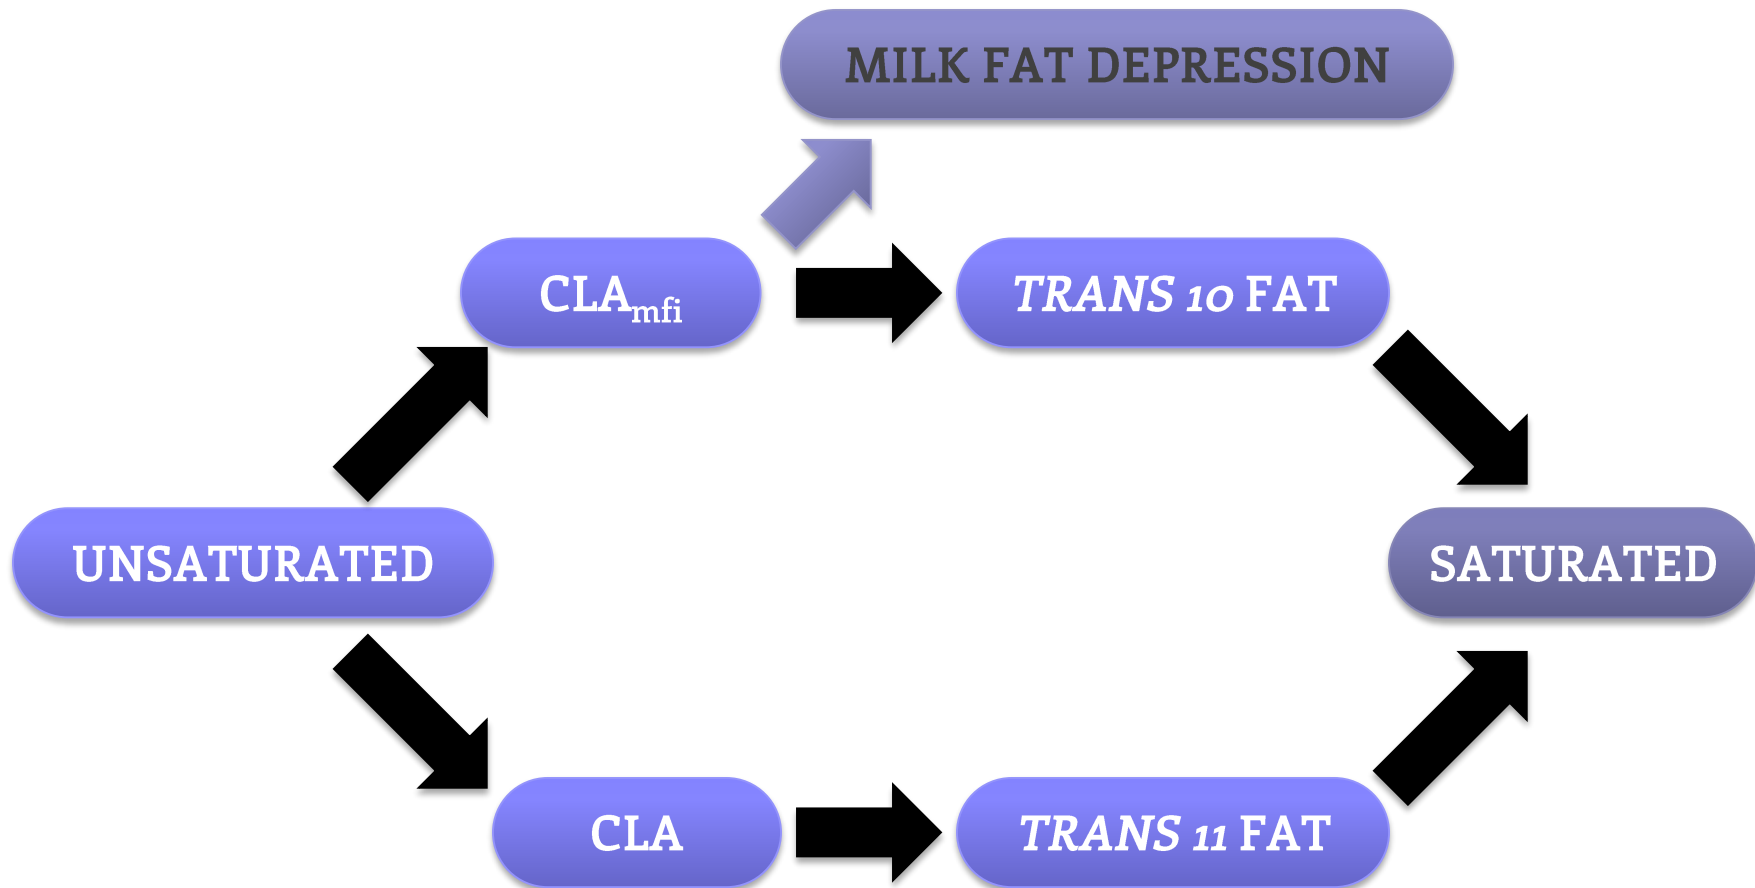 MILK FAT DEPRESSION
CLAmfi
TRANS 10 FAT
UNSATURATED
SATURATED
CLA
TRANS 11 FAT